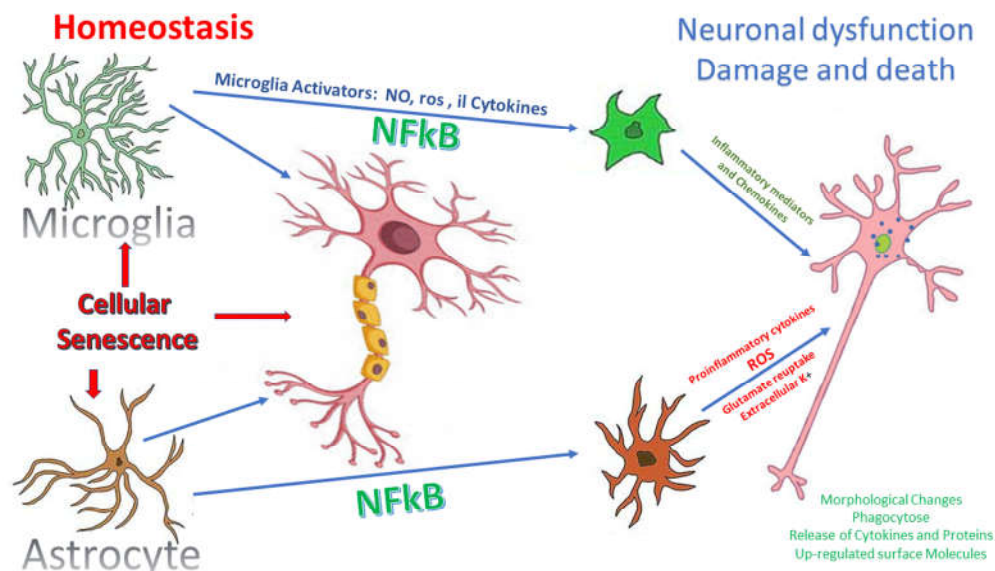 Homeostasis
Neuronal dysfunction
Damage and death
Microglia Activators: NO, ros , il Cytokines
NFkB
Microglia
Inflammatory mediators
and Chemokines
Cellular
Senescence
Proinflammatory cytokines
ROS
Glutamate reuptake
Extracellular K+
NFkB
Astrocyte
Morphological Changes
Phagocytose
Release of Cytokines and Proteins
Up-regulated surface Molecules